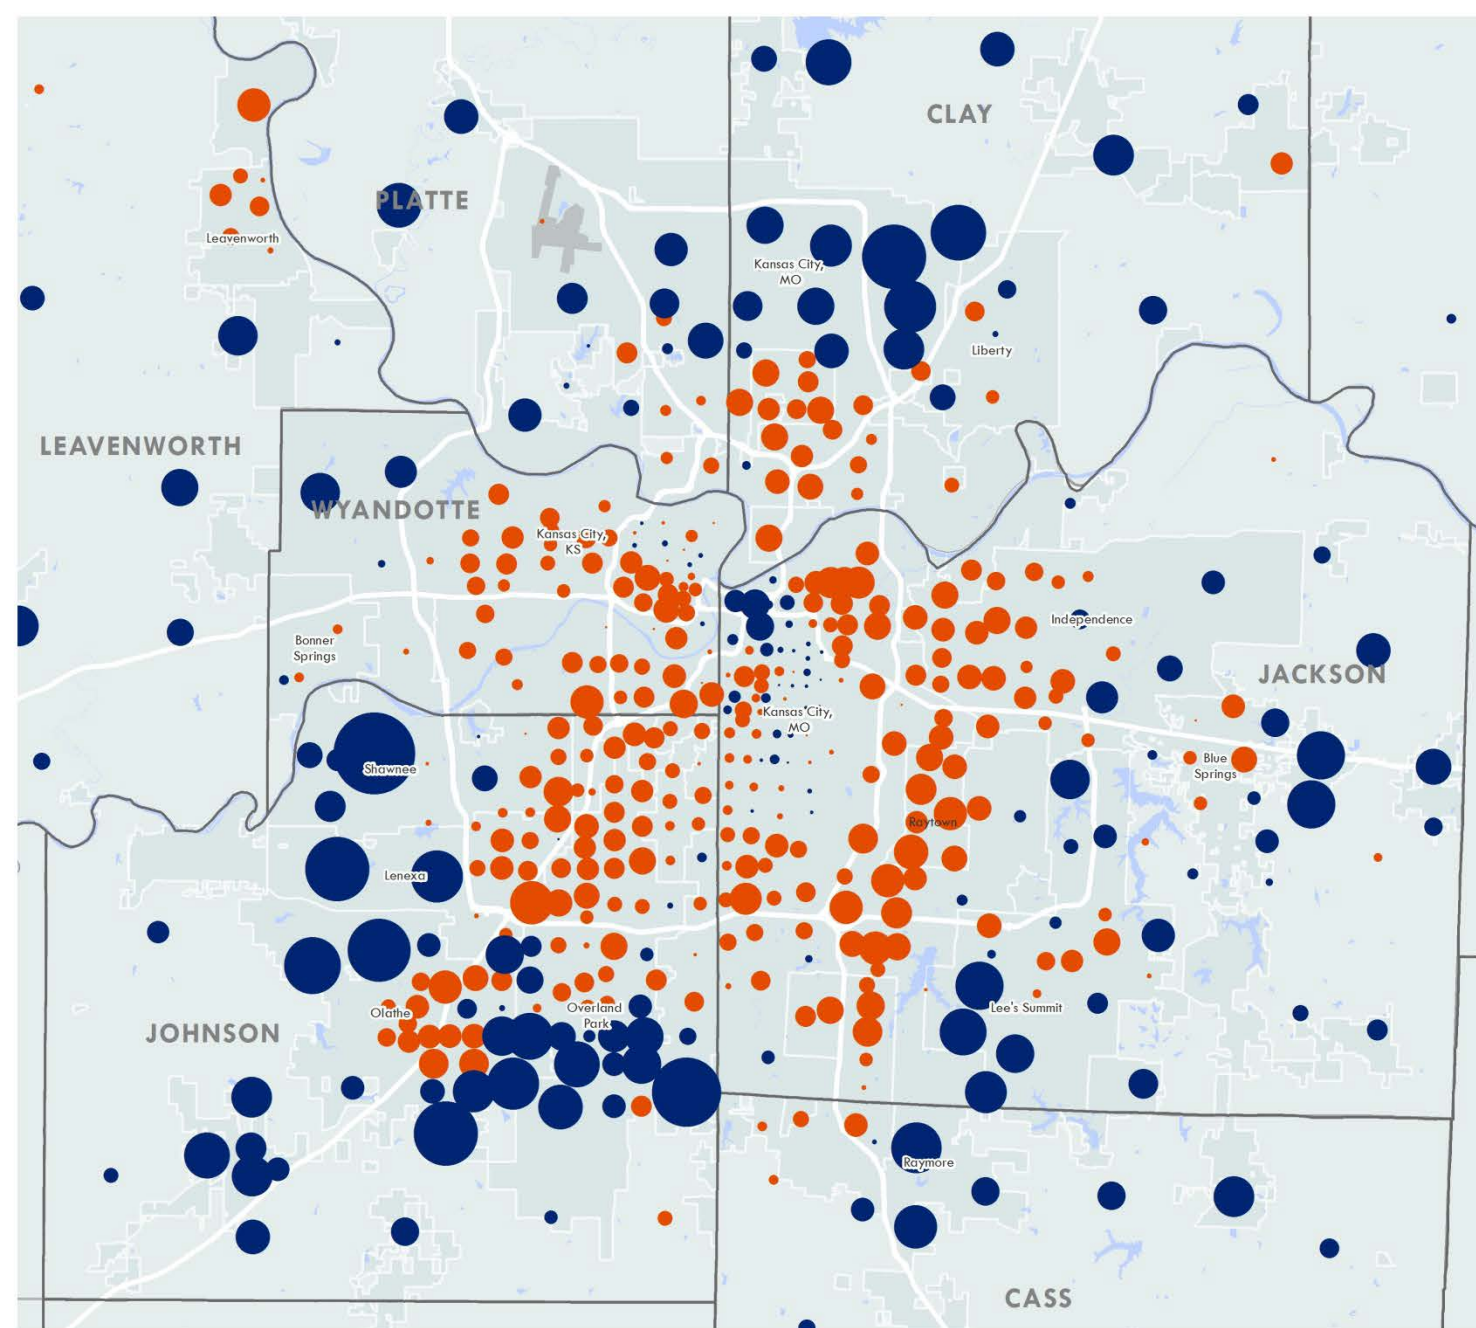 CLAY
PLATTE
Leavenworth
Kansas City,
MO
Liberty
LEAVENWORTH
WYANDOTTE
Kansas City,
KS
Independence
Bonner
Springs
JACKSON
Kansas City,
MO
Shawnee
Blue
Springs
Raytown
Lenexa
Olathe
Overland
Park
Lee's Summit
JOHNSON
Raymore
CASS